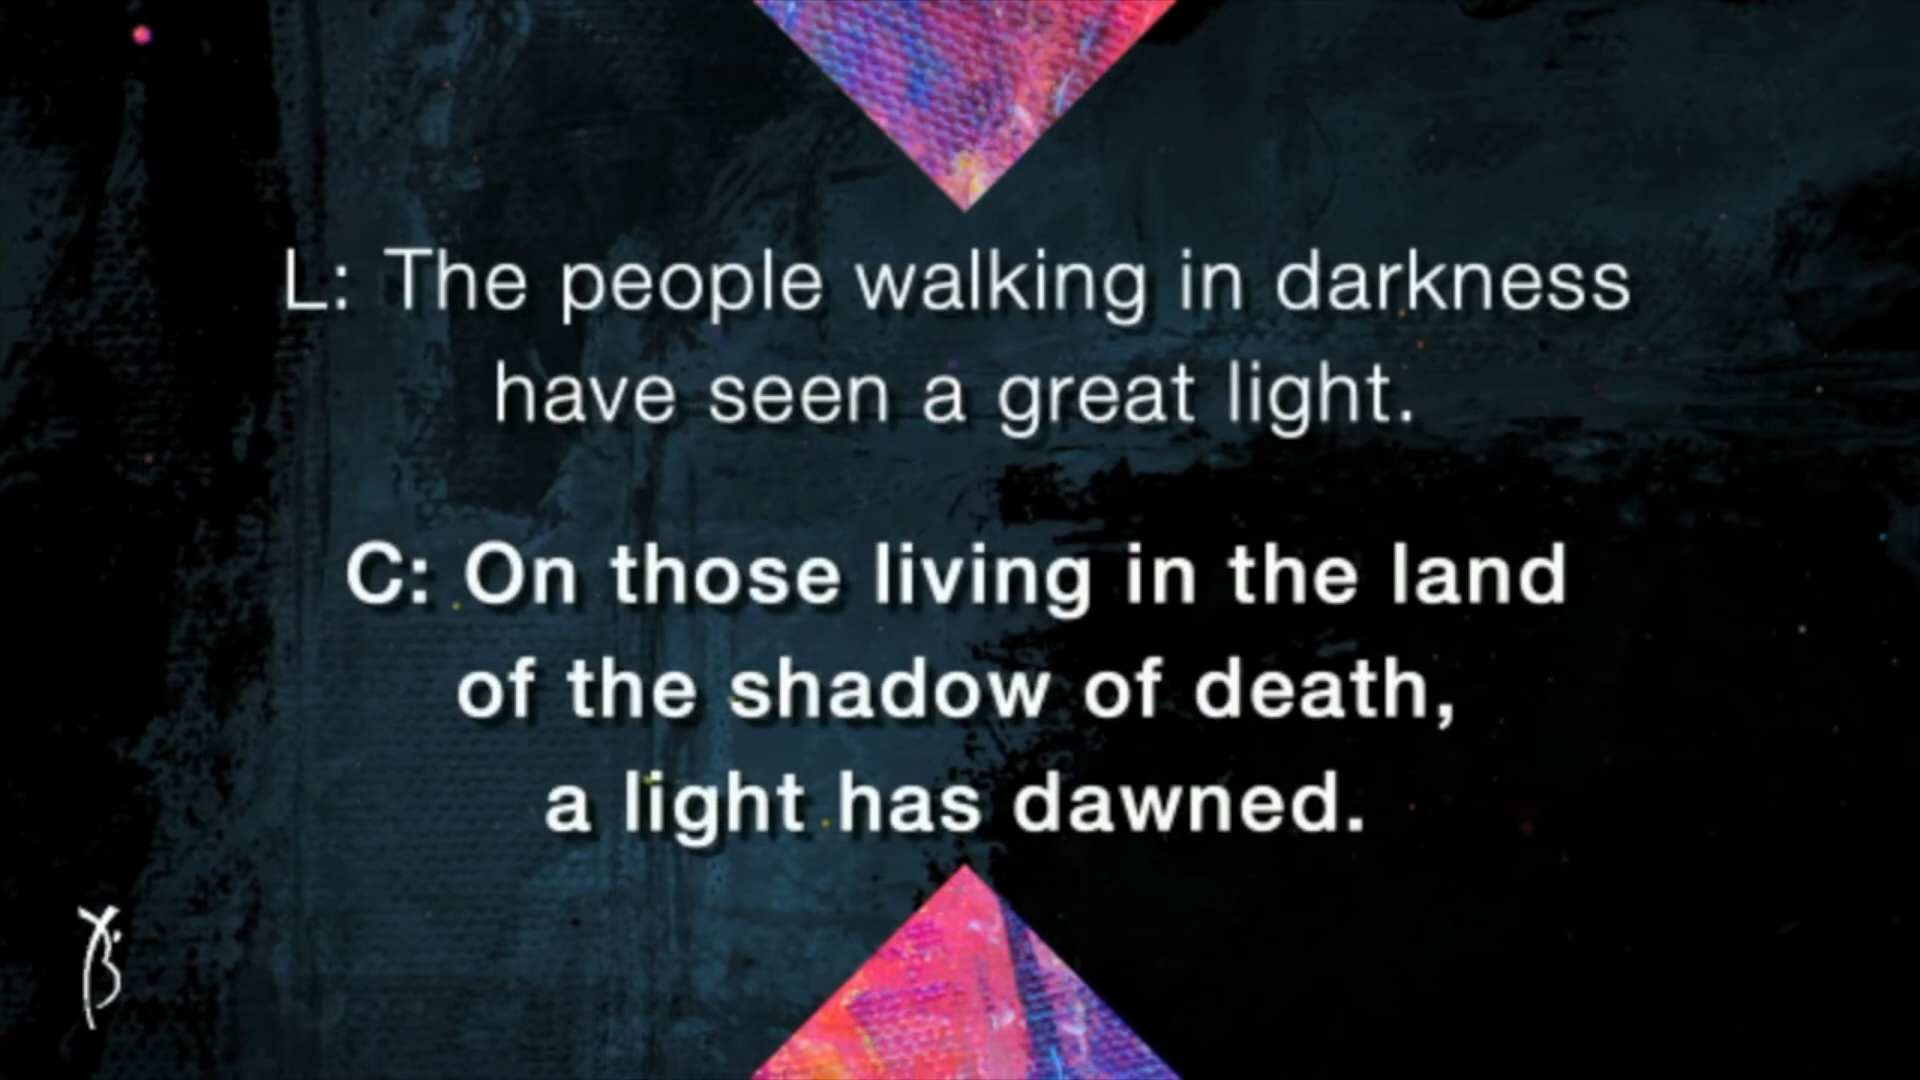 L: The people walking in darkness
have seen a great light.
C: On those living in the land
of the shadow of death,
a light has dawned.